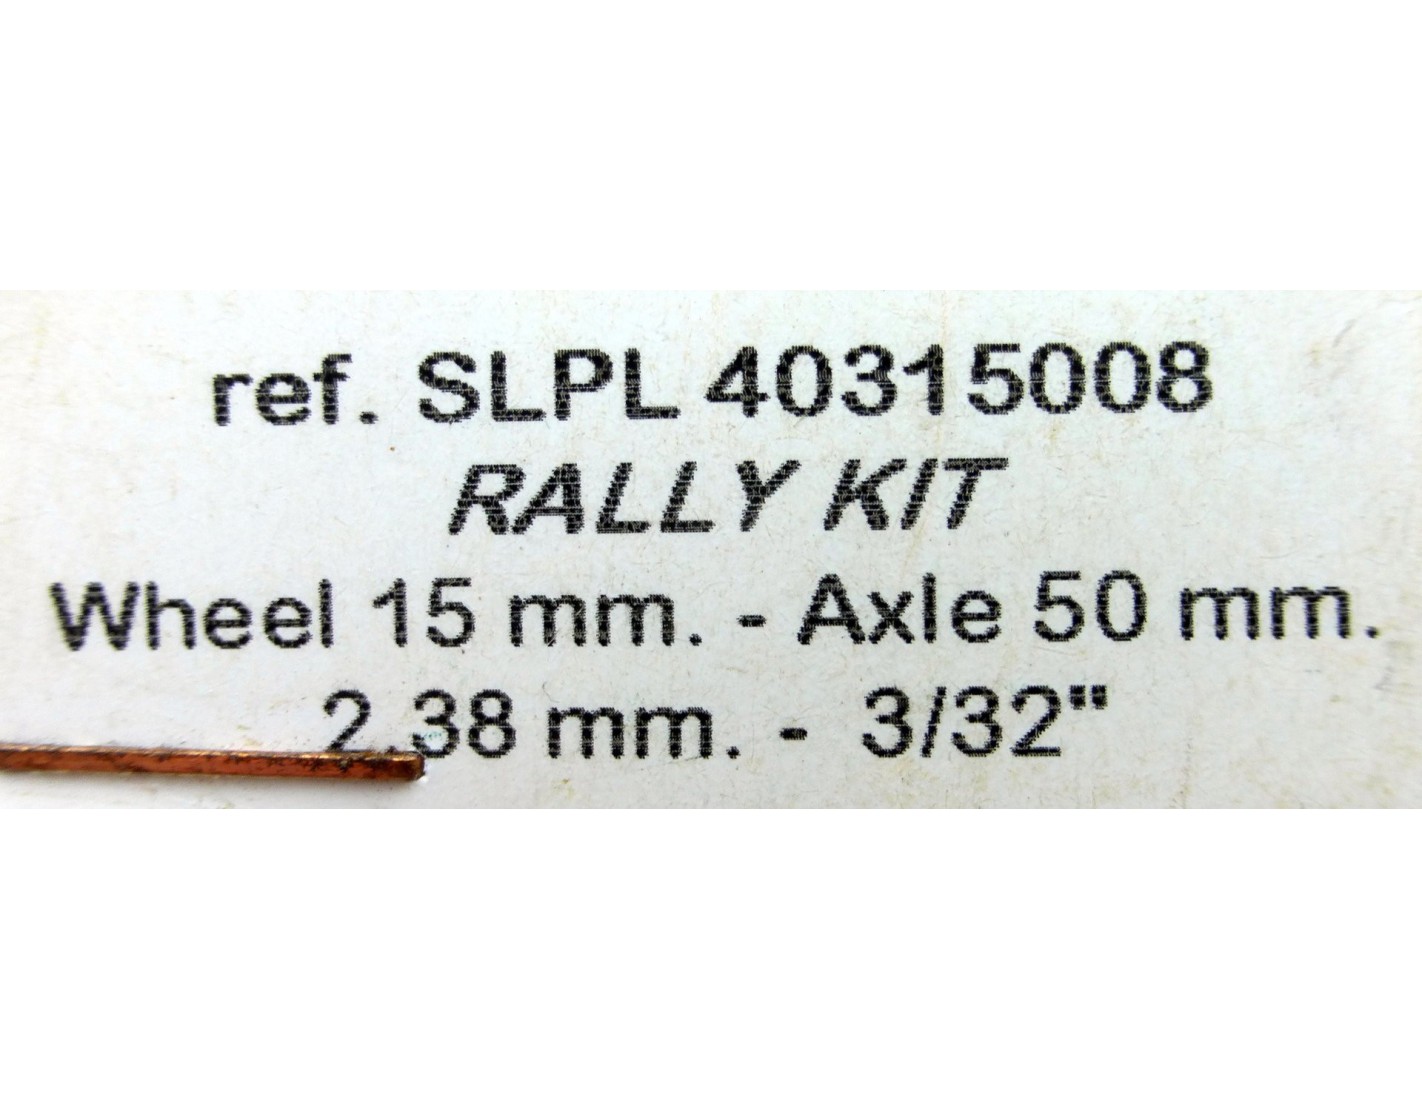 ref. SLPL 40315008
RALLY KIT
Wheel 15 mm. - Axle 50 mm.
2.38 mm. - 3/32"